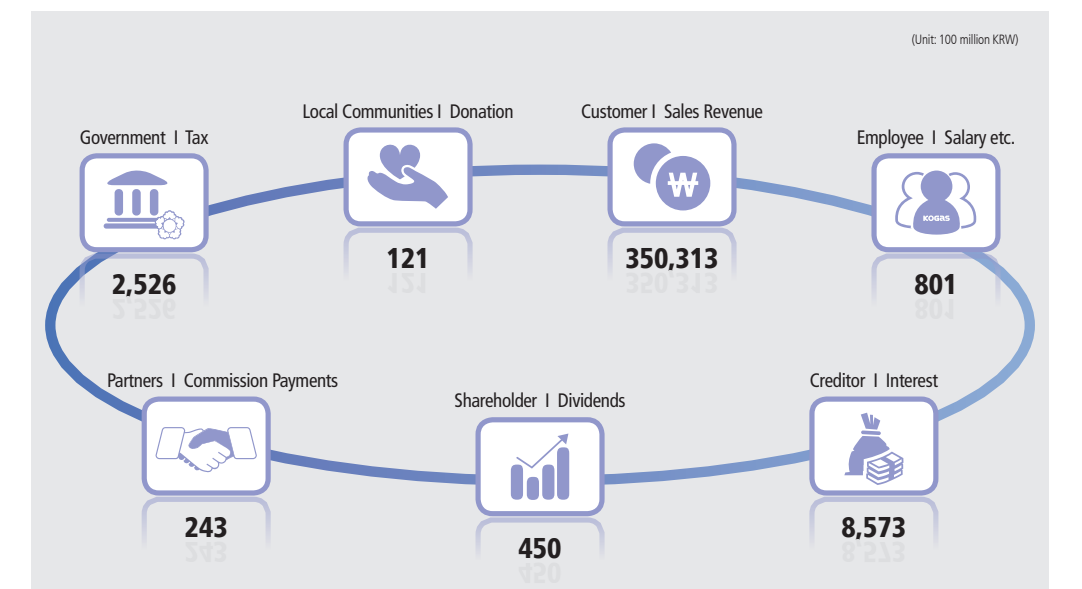 (Unit: 100 million KRW)
Local Communities I Donation
Customer I Sales Revenue
Government I Tax
Employee I Salary etc.
₩
KOGAS
121
350,313
2,526
801
Partners I Commission Payments
Shareholder I Dividends
Creditor I Interest
243
450
8,573